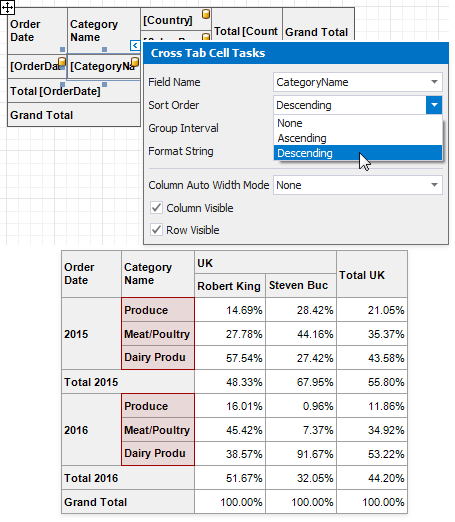 Order Date
Category Name
[Country]
Total [Count
Grand Total
[OrderDa
[CategoryNa
Total [OrderDate]
Grand Total
Cross Tab Cell Tasks
Field Name CategoryName
Sort Order Descending
None
Ascending
Descending
Group Interval
Format String
Column Auto Width Mode None
Column Visible
Row Visible
Order Date Category Name UK Total UK
Robert King Steven Buc
2015 Produce 14.69% 28.42% 21.05%
Meat/Poultry 27.78% 44.16% 35.37%
Dairy Produ 57.54% 27.42% 43.58%
Total 2015 48.33% 67.95% 55.80%
2016 Produce 16.01% 0.96% 11.86%
Meat/Poultry 45.42% 7.37% 34.92%
Dairy Produ 38.57% 91.67% 53.22%
Total 2016 51.67% 32.05% 44.20%
Grand Total 100.00% 100.00% 100.00%